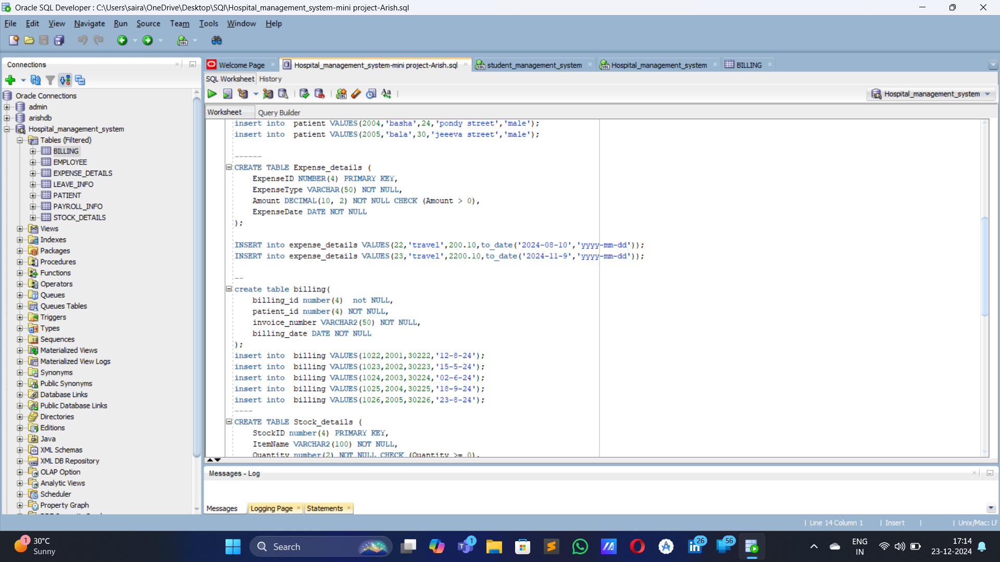 Oracle SQL Developer : C:\Users\saira\OneDrive\Desktop\SQl\Hospital_management_system-mini project-Arish.sql
File Edit View Navigate Run Source Team Tools Window Help
Connections
Oracle Connections
admin
arishdb
Hospital_management_system
Tables (Filtered)
BILLING
EMPLOYEE
EXPENSE_DETAILS
LEAVE_INFO
PATIENT
PAYROLL_INFO
STOCK_DETAILS
Views
Indexes
Packages
Procedures
Functions
Operators
Queues
Queues Tables
Triggers
Types
Sequences
Materialized Views
Materialized View Logs
Synonyms
Public Synonyms
Database Links
Public Database Links
Directories
Editions
Java
XML Schemas
XML DB Repository
OLAP Option
Analytic Views
Scheduler
Property Graph
Welcome Page Hospital_management_system-mini project-Arish.sql student_management_system Hospital_management_system BILLING
SQL Worksheet History
Hospital_management_system
Worksheet Query Builder
insert into  patient VALUES(2004,'basha',24,'pondy street','male');
insert into  patient VALUES(2005,'bala',30,'jeeeva street','male');
------
CREATE TABLE Expense_details (
    ExpenseID NUMBER(4) PRIMARY KEY,
    ExpenseType VARCHAR(50) NOT NULL,
    Amount DECIMAL(10, 2) NOT NULL CHECK (Amount > 0),
    ExpenseDate DATE NOT NULL
);
INSERT into expense_details VALUES(22,'travel',200.10,to_date('2024-08-10','yyyy-mm-dd'));
INSERT into expense_details VALUES(23,'travel',2200.10,to_date('2024-11-9','yyyy-mm-dd'));
--
create table billing(
    billing_id number(4)  not NULL,
    patient_id number(4) NOT NULL,
    invoice_number VARCHAR2(50) NOT NULL,
    billing_date DATE NOT NULL
);
insert into  billing VALUES(1022,2001,30222,'12-8-24');
insert into  billing VALUES(1023,2002,30223,'15-5-24');
insert into  billing VALUES(1024,2003,30224,'02-6-24');
insert into  billing VALUES(1025,2004,30225,'18-9-24');
insert into  billing VALUES(1026,2005,30226,'23-8-24');
----
CREATE TABLE Stock_details (
    StockID number(4) PRIMARY KEY,
    ItemName VARCHAR2(100) NOT NULL,
    Quantity number(2) NOT NULL CHECK (Quantity >= 0),
Messages - Log
Messages Logging Page Statements
Line 14 Column 1 Insert Unix/Mac: LF
1 30°C
Sunny
Search
1
26
56
ENG
IN
17:14
23-12-2024